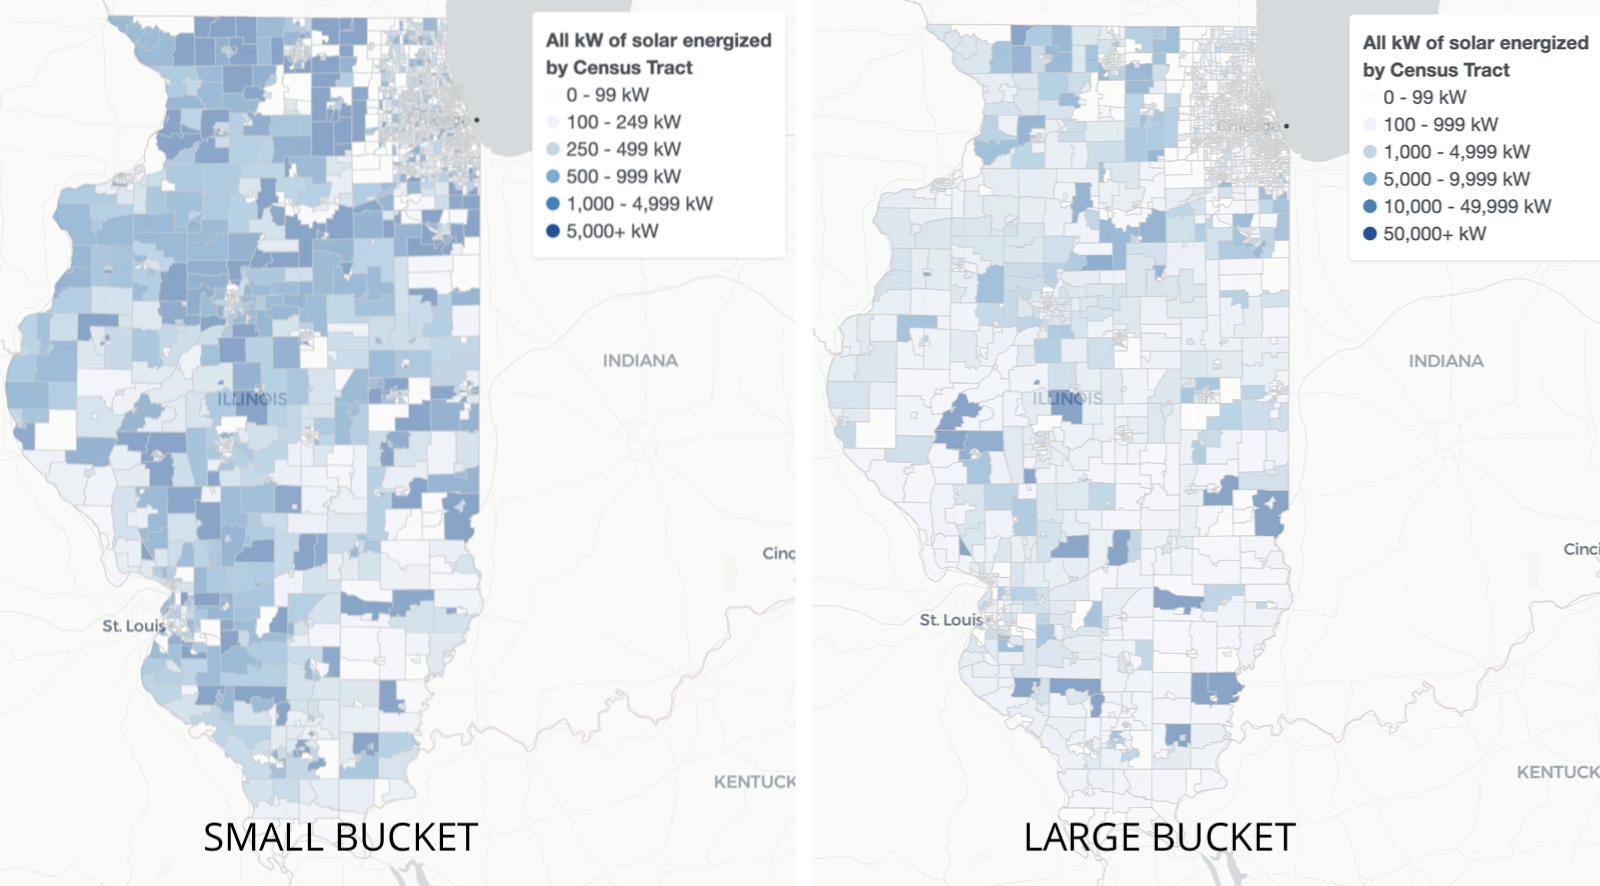 All kW of solar energized
by Census Tract
0 - 99 kW
100 - 249 kW
250 - 499 kW
500 - 999 kW
1,000 - 4,999 kW
5,000+ kW
Chicago
INDIANA
ILLINOIS
Cinc
St. Louis
KENTUCK
SMALL BUCKET
All kW of solar energized
by Census Tract
0 - 99 kW
100 - 999 kW
1,000 - 4,999 kW
5,000 - 9,999 kW
10,000 - 49,999 kW
50,000+ kW
Chicago
INDIANA
ILLINOIS
Cinci
St. Louis
KENTUCK
LARGE BUCKET